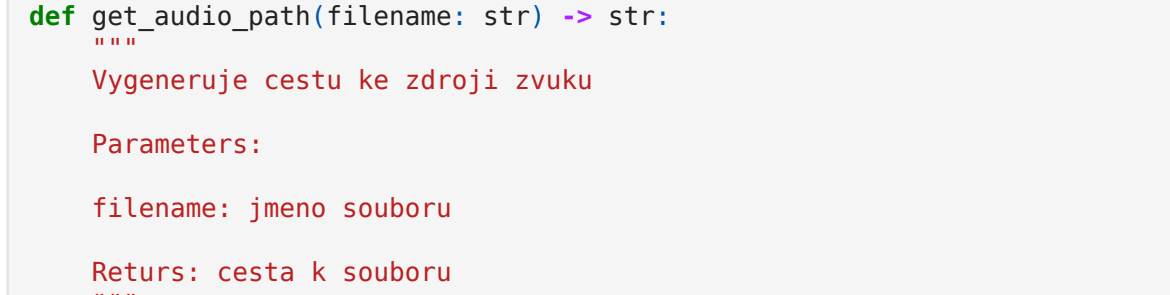 def get_audio_path(filename: str) -> str:
"""
Vygeneruje cestu ke zdroji zvuku
Parameters:
filename: jmeno souboru
Returs: cesta k souboru
"""